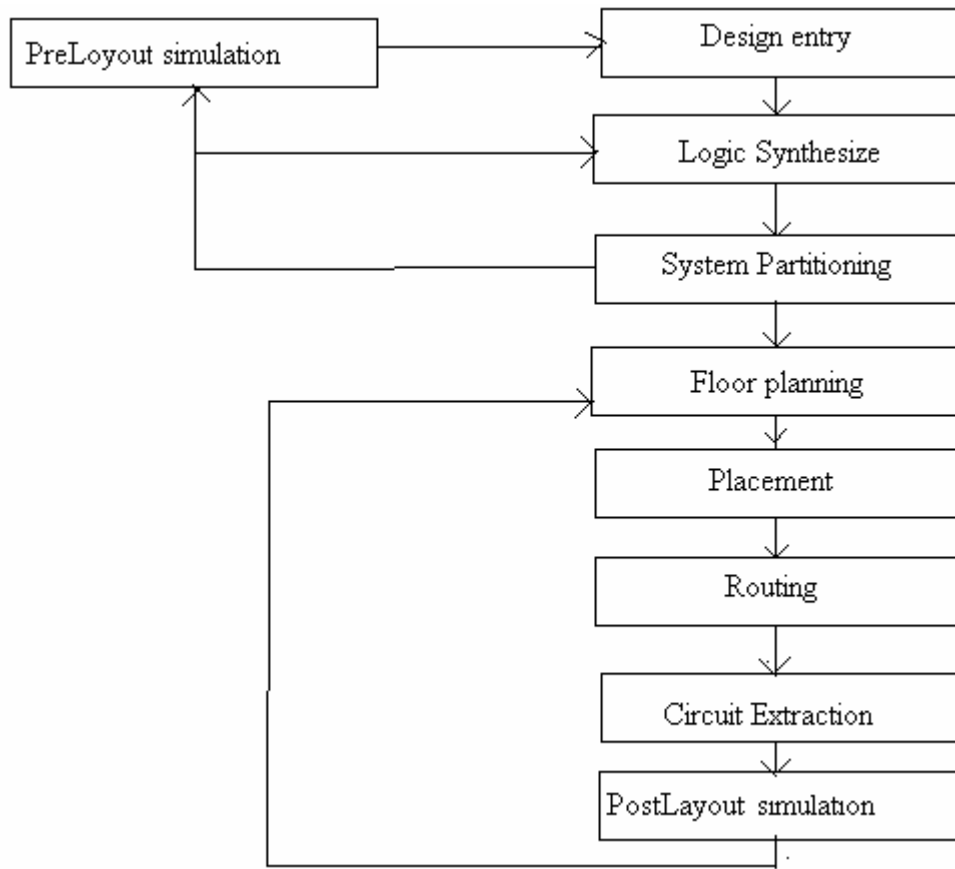 PreLoyout simulation
Design entry
Logic Synthesize
System Partitioning
Floor planning
Placement
Routing
Circuit Extraction
PostLayout simulation